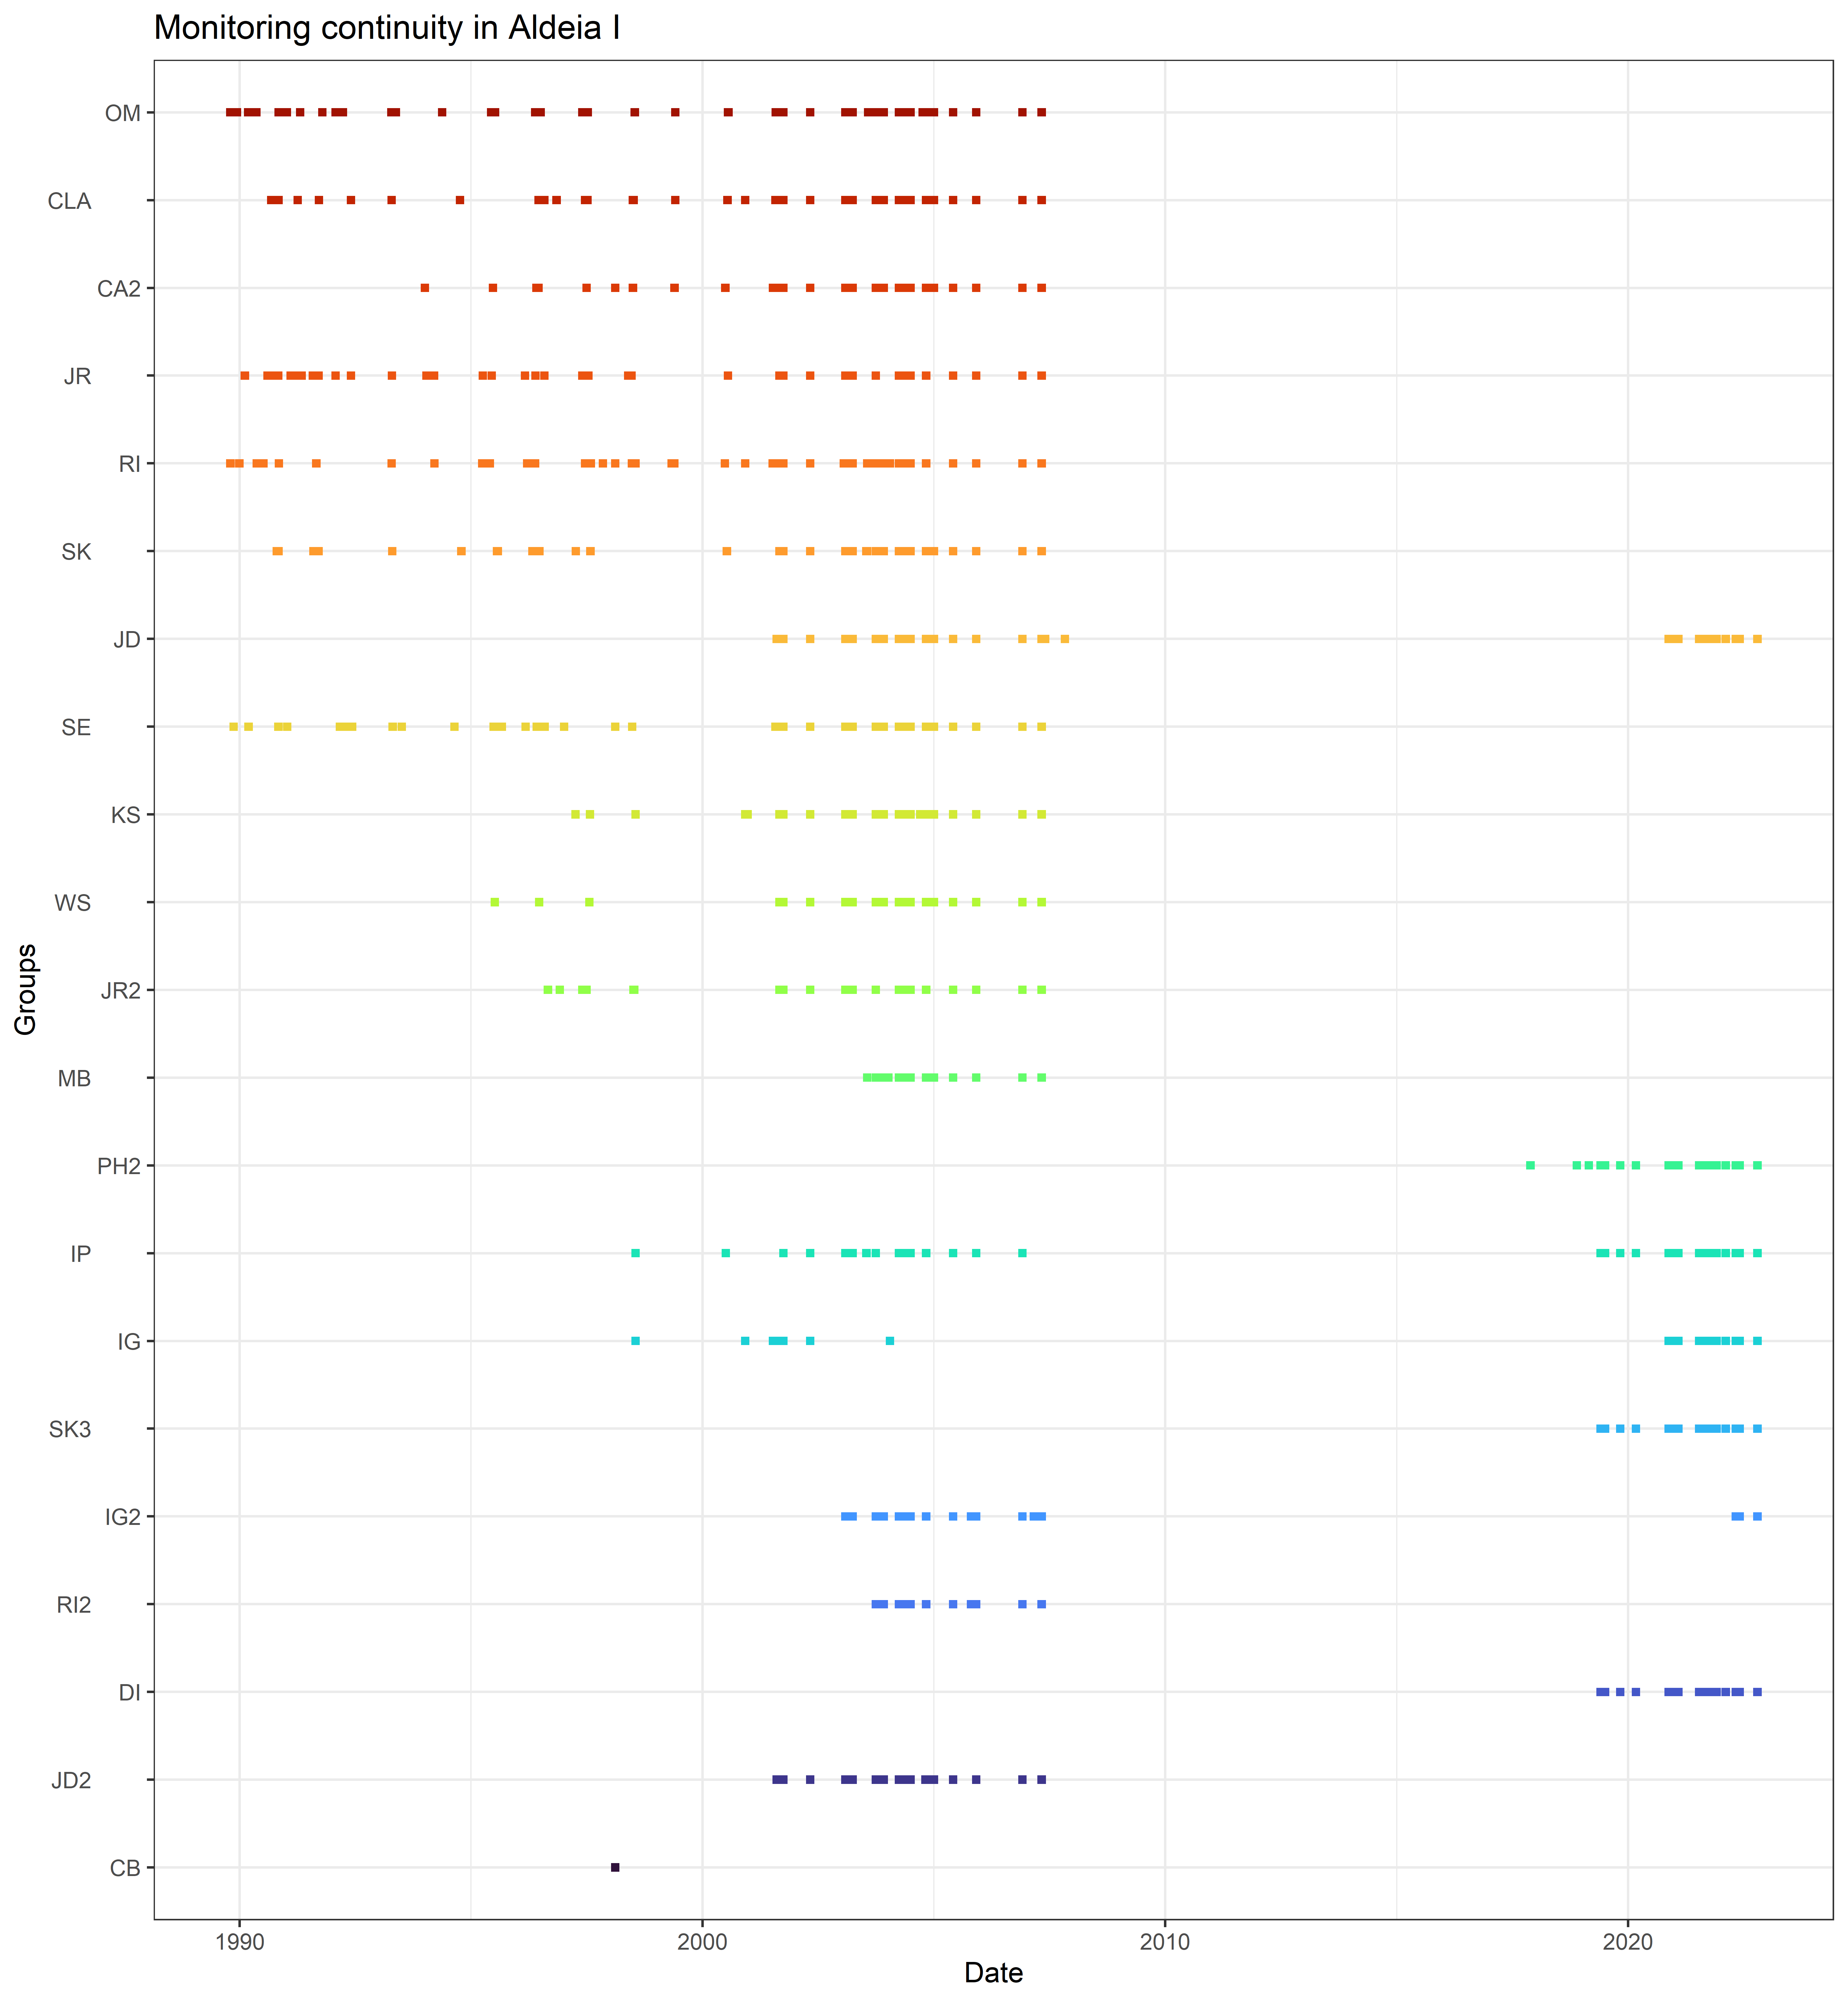 Monitoring continuity in Aldeia I
OM
CLA
CA2
JR
RI
SK
JD
SE
KS
WS
JR2
MB
PH2
IP
IG
SK3
IG2
RI2
DI
JD2
CB
Groups
1990 2000 2010 2020
Date